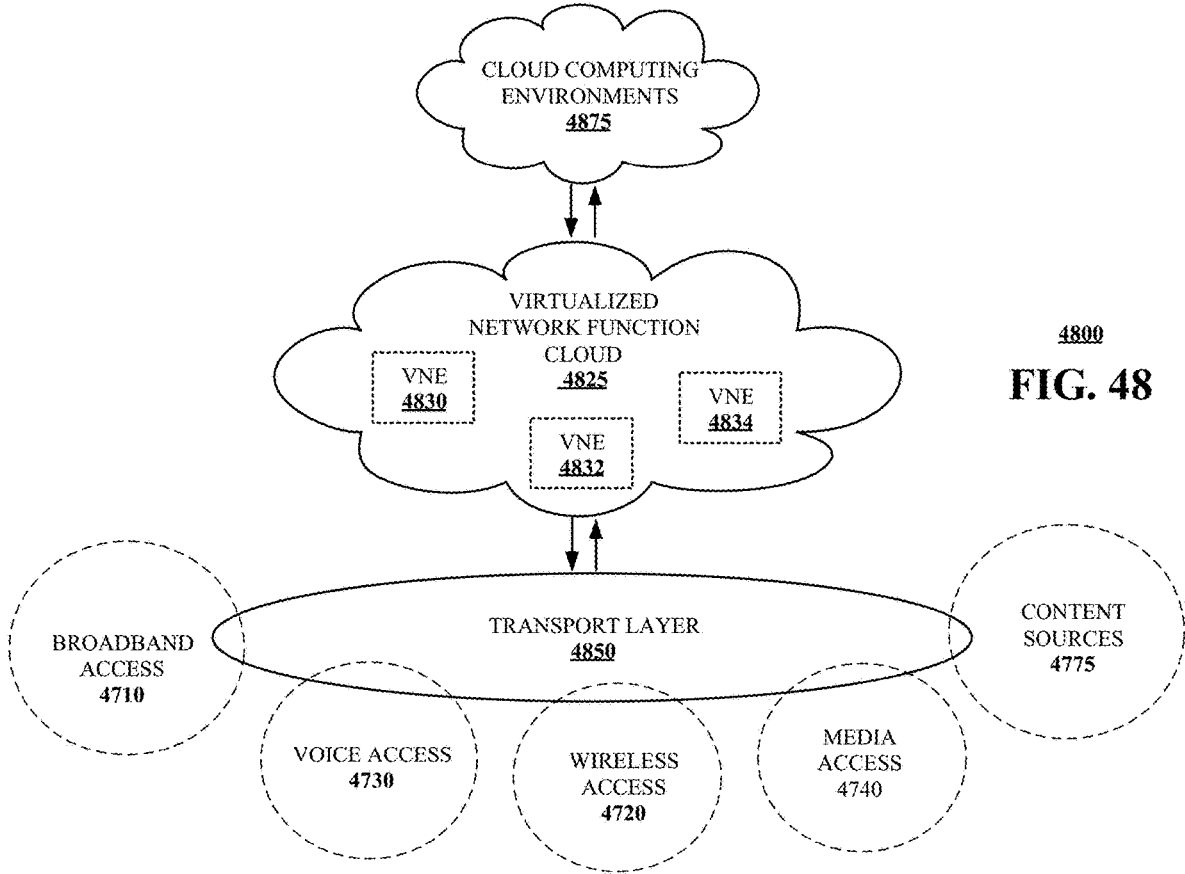 CLOUD COMPUTING
ENVIRONMENTS
4875
VIRTUALIZED
NETWORK FUNCTION
CLOUD
4825
VNE
4830
VNE
4832
VNE
4834
4800
FIG. 48
TRANSPORT LAYER
4850
BROADBAND
ACCESS
4710
VOICE ACCESS
4730
WIRELESS
ACCESS
4720
MEDIA
ACCESS
4740
CONTENT
SOURCES
4775